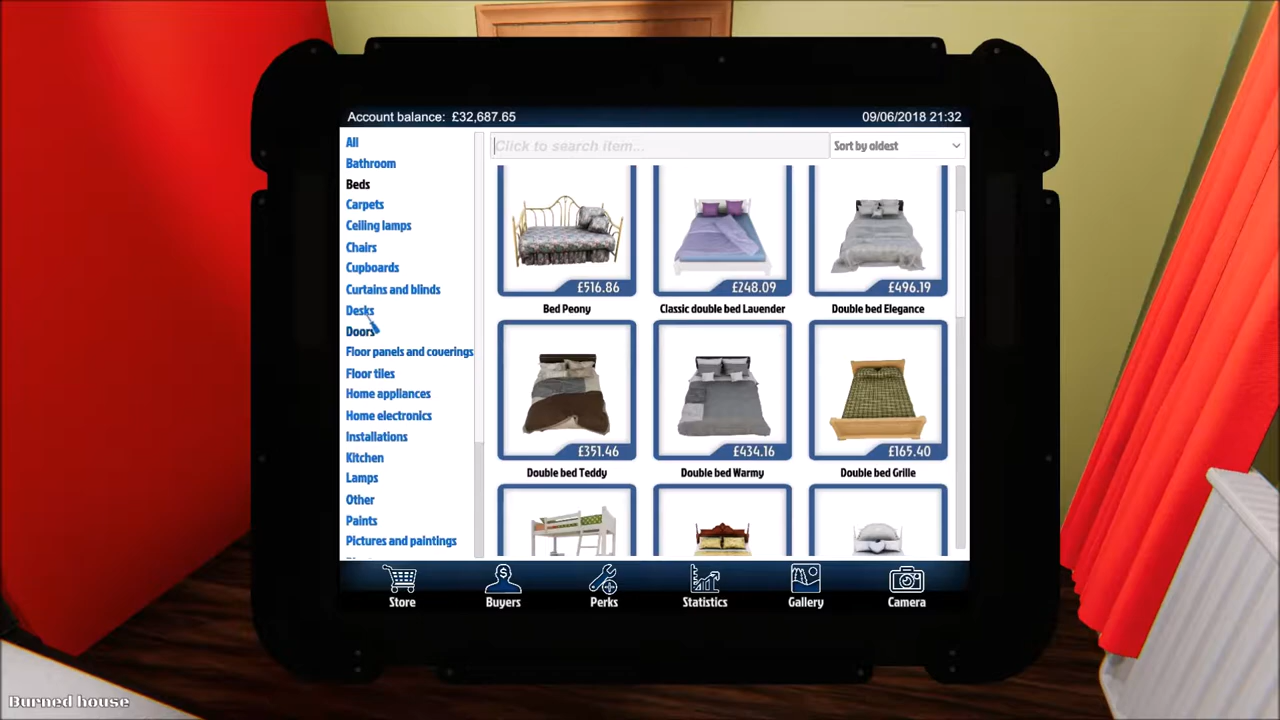 Account balance: £32,687.65
09/06/2018 21:32
All
Bathroom
Beds
Carpets
Ceiling lamps
Chairs
Cupboards
Curtains and blinds
Desks
Doors
Floor panels and coverings
Floor tiles
Home appliances
Home electronics
Installations
Kitchen
Lamps
Other
Paints
Pictures and paintings
Click to search item...
Sort by oldest
£516.86
£248.09
£496.19
Bed Peony
Classic double bed Lavender
Double bed Elegance
£351.46
£434.16
£165.40
Double bed Teddy
Double bed Warmy
Double bed Grille
Store
Buyers
Perks
Statistics
Gallery
Camera
Burned house